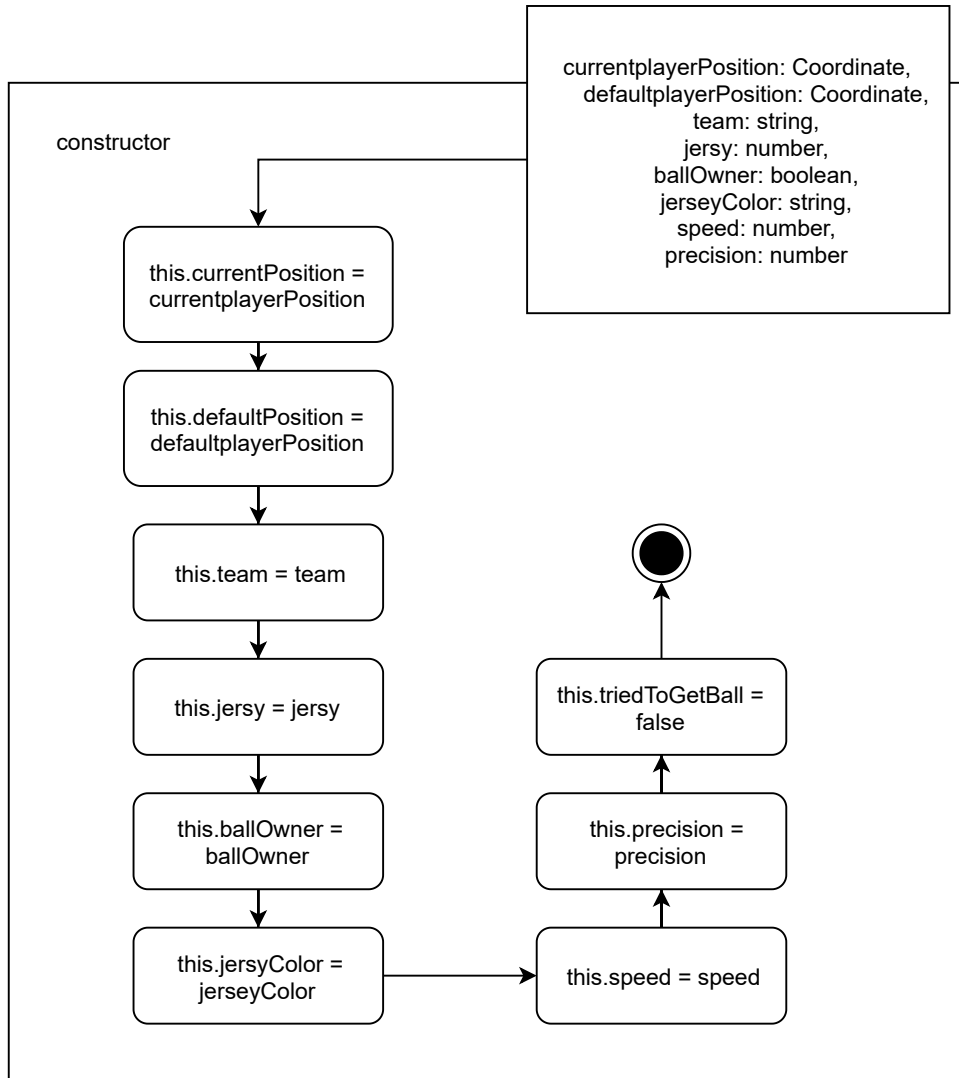 currentplayerPosition: Coordinate,
defaultplayerPosition: Coordinate,
team: string,
jersy: number,
ballOwner: boolean,
jerseyColor: string,
speed: number,
precision: number
constructor
this.currentPosition =
currentplayerPosition
this.defaultPosition =
defaultplayerPosition
this.team = team
this.jersy = jersy
this.ballOwner =
ballOwner
this.jersyColor =
jerseyColor
this.speed = speed
this.precision =
precision
this.triedToGetBall =
false